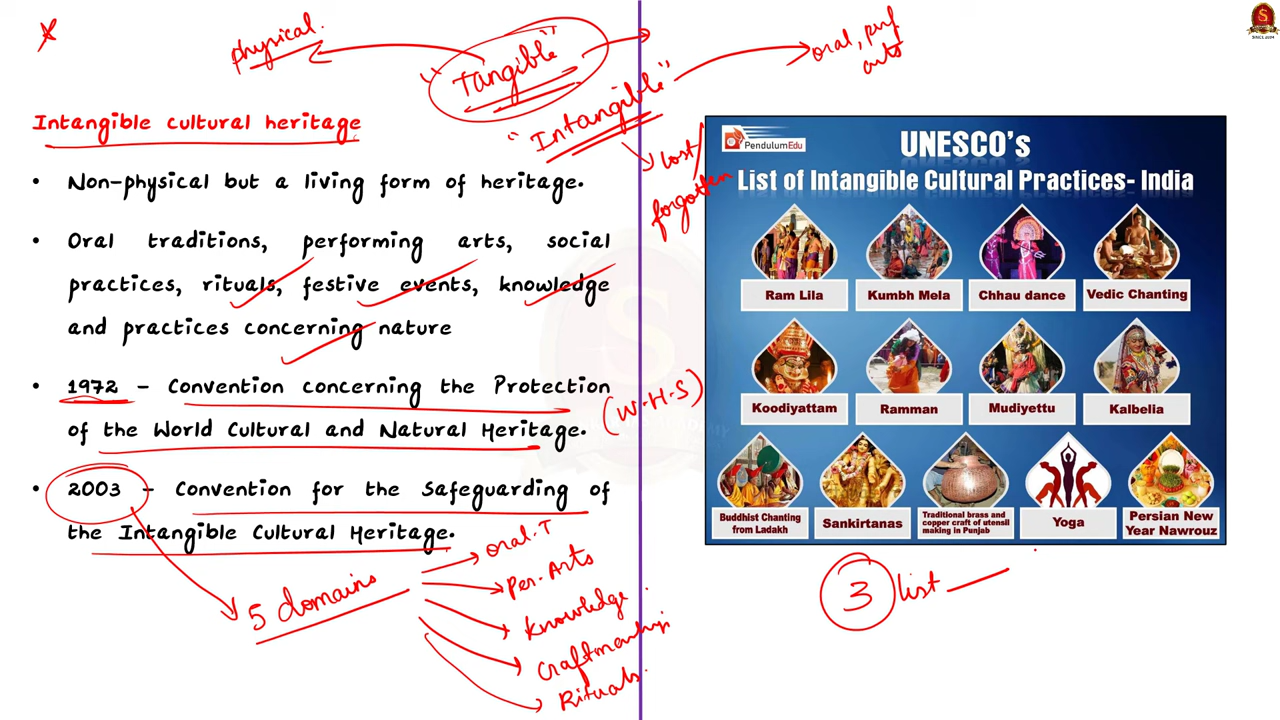 physical.
"Tangible"
oral, perf
arts
"Intangible"
lost/
forgotten
Intangible cultural heritage
• Non-physical but a living form of heritage.
• Oral traditions, performing arts, social
practices, rituals, festive events, knowledge
and practices concerning nature
• 1972 - Convention concerning the Protection
of the World Cultural and Natural Heritage.
(W.H.S)
• 2003 - Convention for the Safeguarding of
the Intangible Cultural Heritage.
5 domains
Oral.T
Per.Arts
Knowledge.
Rituals.
PendulumEdu
UNESCO's
List of Intangible Cultural Practices- India
Ram Lila
Kumbh Mela
Chhau dance
Vedic Chanting
Koodiyattam
Ramman
Mudiyettu
Kalbelia
Buddhist Chanting
from Ladakh
Sankirtanas
Traditional brass and
copper craft of utensil
making in Punjab
Yoga
Persian New
Year Nawrouz
3 list
S
SINCE 2004